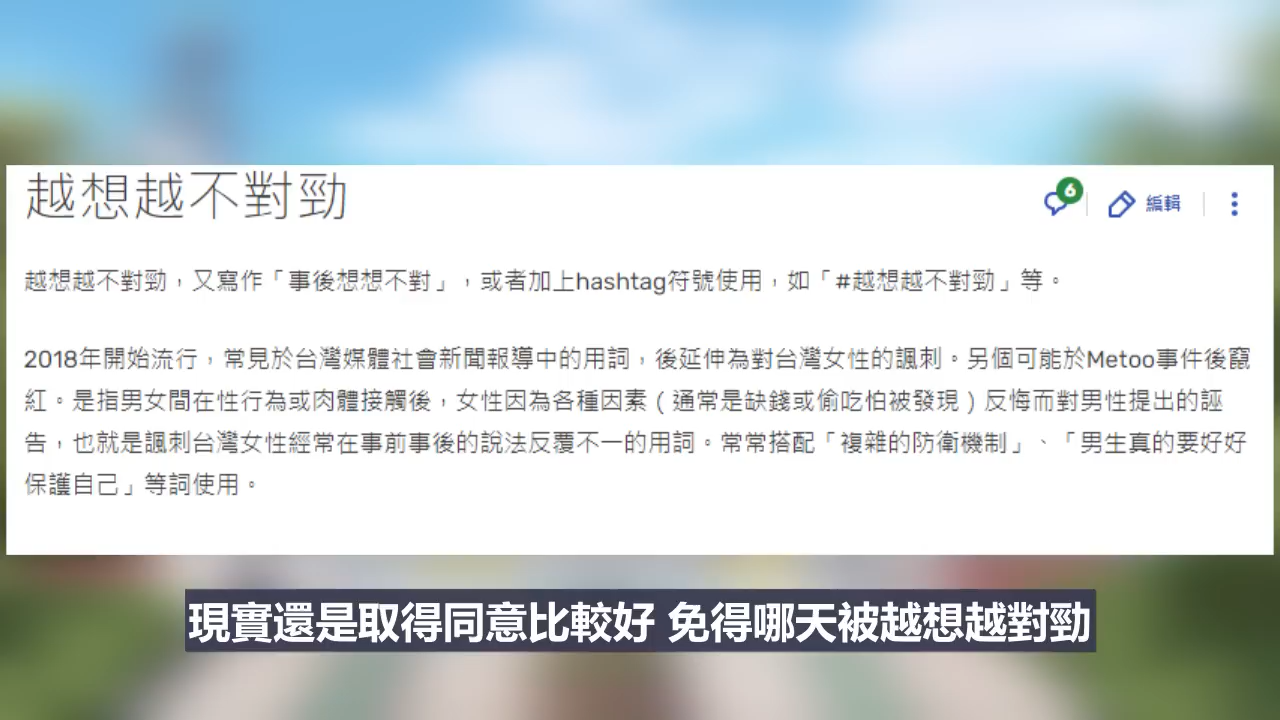 越想越不對勁
6
編輯
越想越不對勁，又寫作「事後想想不對」，或者加上hashtag符號使用，如「#越想越不對勁」等。
2018年開始流行，常見於台灣媒體社會新聞報導中的用詞，後延伸為對台灣女性的諷刺。另個可能於Metoo事件後竄
紅。是指男女間在性行為或肉體接觸後，女性因為各種因素（通常是缺錢或偷吃怕被發現）反悔而對男性提出的誣
告，也就是諷刺台灣女性經常在事前事後的說法反覆不一的用詞。常常搭配「複雜的防衛機制」、「男生真的要好好
保護自己」等詞使用。
現實還是取得同意比較好 免得哪天被越想越對勁